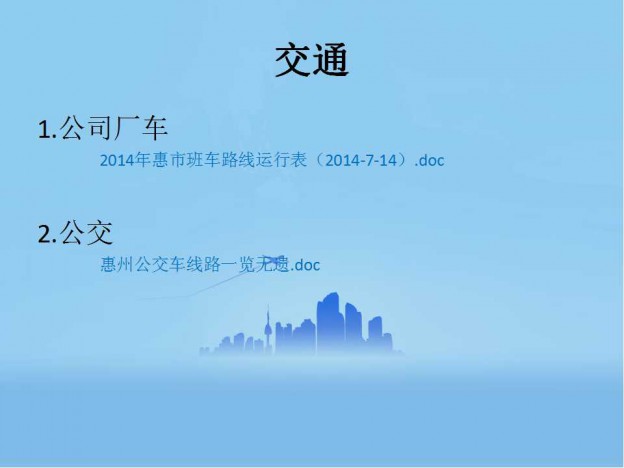 交通
1.公司厂车
2014年惠市班车路线运行表（2014-7-14）.doc
2.公交
惠州公交车线路一览无遗.doc